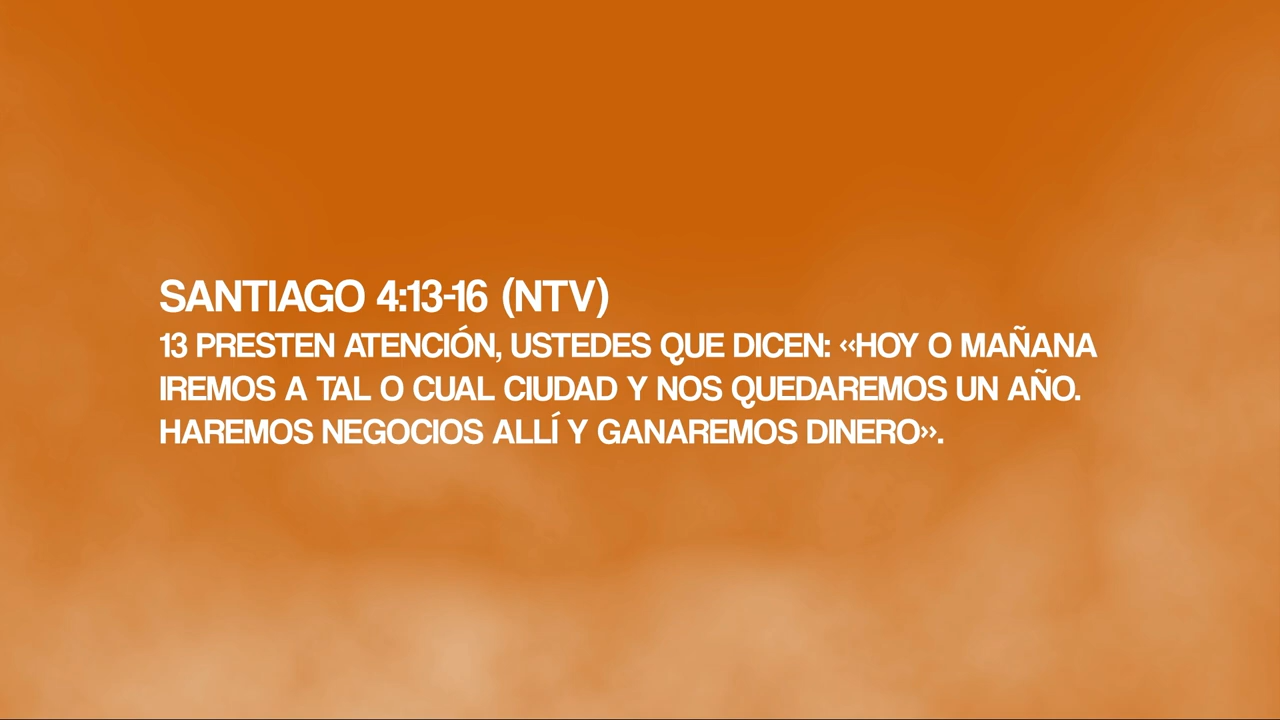 SANTIAGO 4:13-16 (NTV)
13 PRESTEN ATENCIÓN, USTEDES QUE DICEN: «HOY O MAÑANA
IREMOS A TAL O CUAL CIUDAD Y NOS QUEDAREMOS UN AÑO.
HAREMOS NEGOCIOS ALLÍ Y GANAREMOS DINERO».